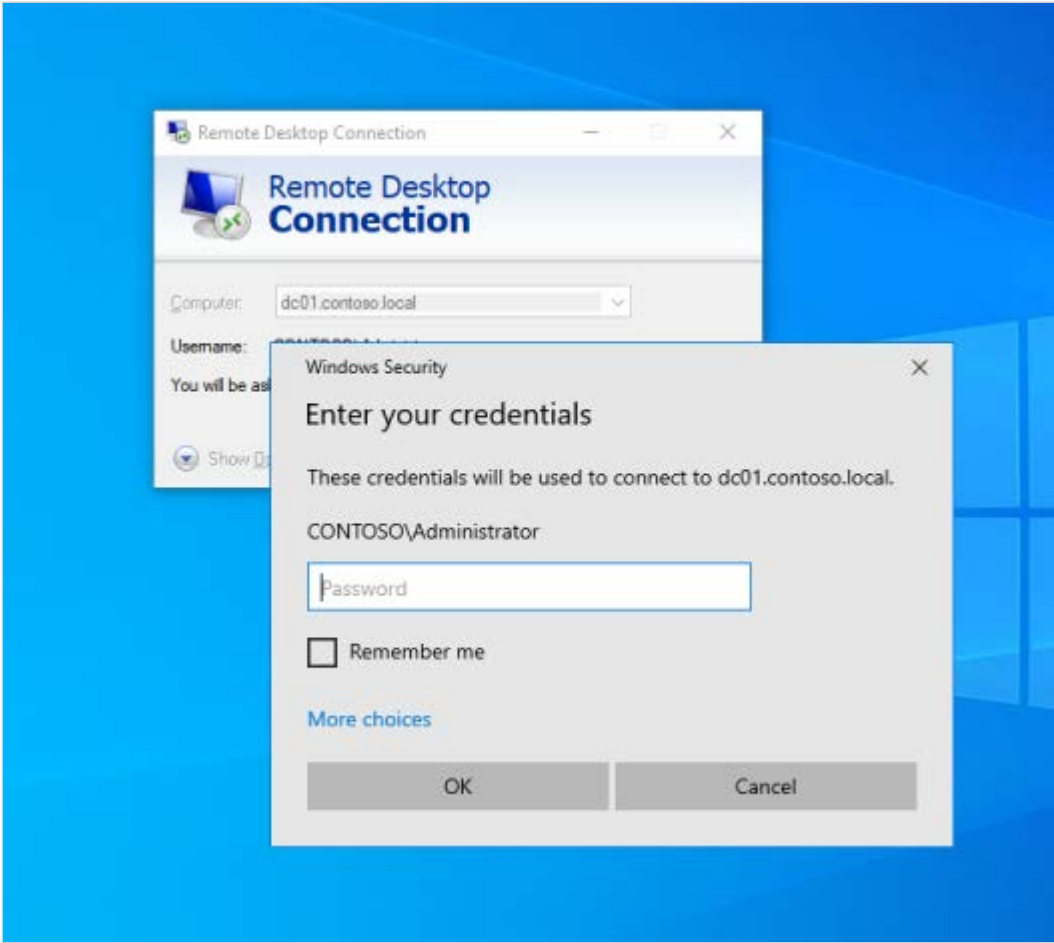 Remote Desktop Connection
Remote Desktop
Connection
Computer:
dc01.contoso.local
Username:
You will be as
Show
Windows Security
Enter your credentials
These credentials will be used to connect to dc01.contoso.local.
CONTOSO\Administrator
Password
Remember me
More choices
OK
Cancel